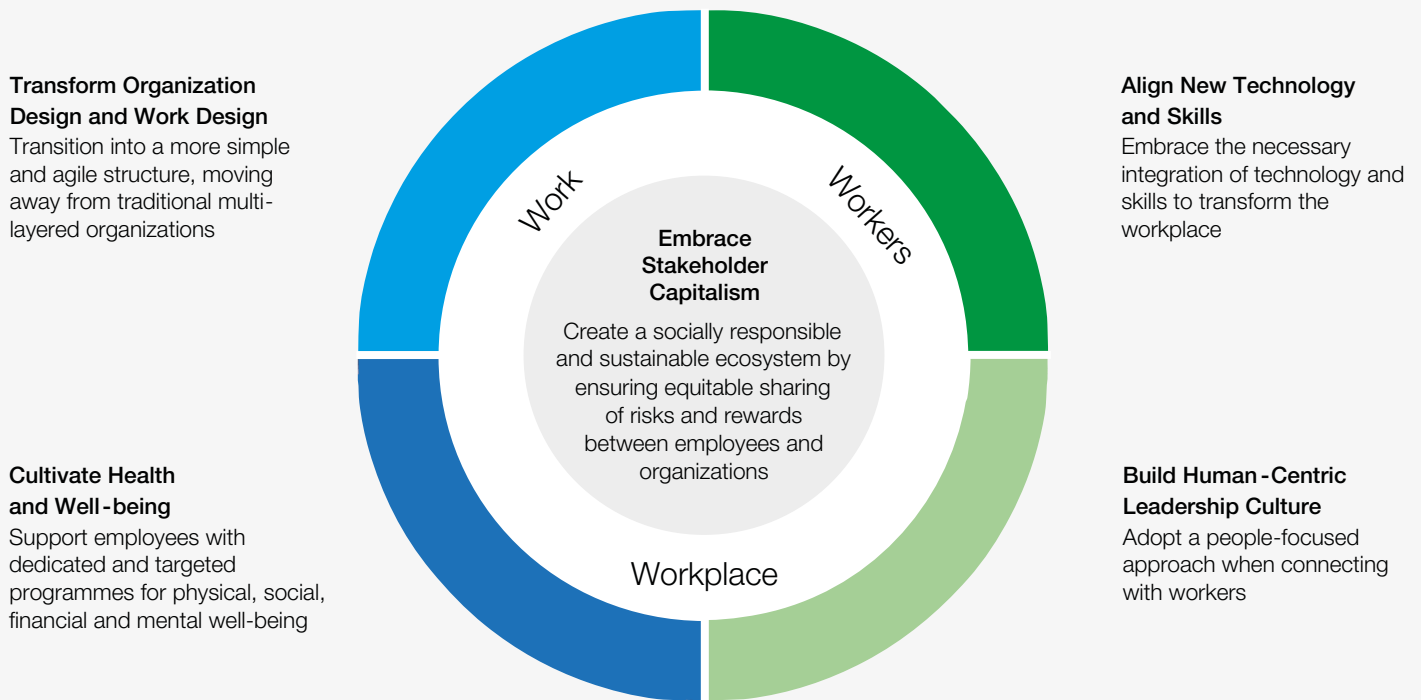 Transform Organization
Design and Work Design
Transition into a more simple
and agile structure, moving
away from traditional multi-
layered organizations
Align New Technology
and Skills
Embrace the necessary
integration of technology and
skills to transform the
workplace
Work
Workers
Embrace
Stakeholder
Capitalism
Create a socially responsible
and sustainable ecosystem by
ensuring equitable sharing
of risks and rewards
between employees and
organizations
Workplace
Cultivate Health
and Well-being
Support employees with
dedicated and targeted
programmes for physical, social,
financial and mental well-being
Build Human-Centric
Leadership Culture
Adopt a people-focused
approach when connecting
with workers